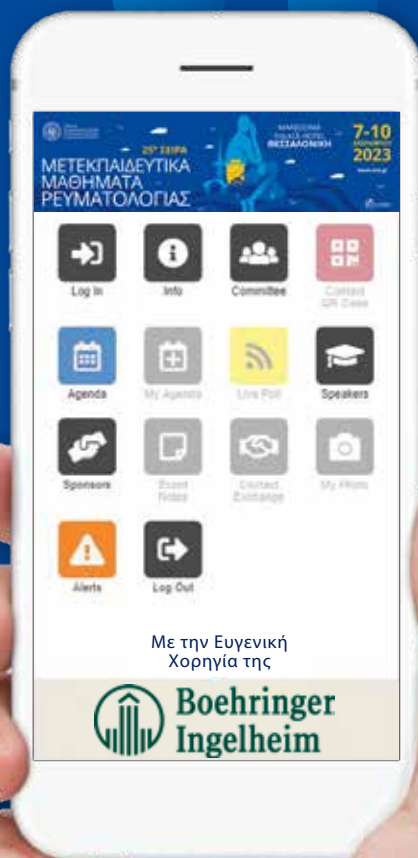 25η ΣΕΙΡΑ
ΜΕΤΕΚΠΑΙΔΕΥΤΙΚΑ
ΜΑΘΗΜΑΤΑ
ΡΕΥΜΑΤΟΛΟΓΙΑΣ
ΘΕΣΣΑΛΟΝΙΚΗ
7-10
2023
Log In
Info
Committee
Contact
QR Code
Agenda
My Agenda
Live Poll
Speakers
Sponsors
Event
Notes
Contact
Exchange
My Photo
Alerts
Log Out
Με την Ευγενική
Χορηγία της
Boehringer
Ingelheim